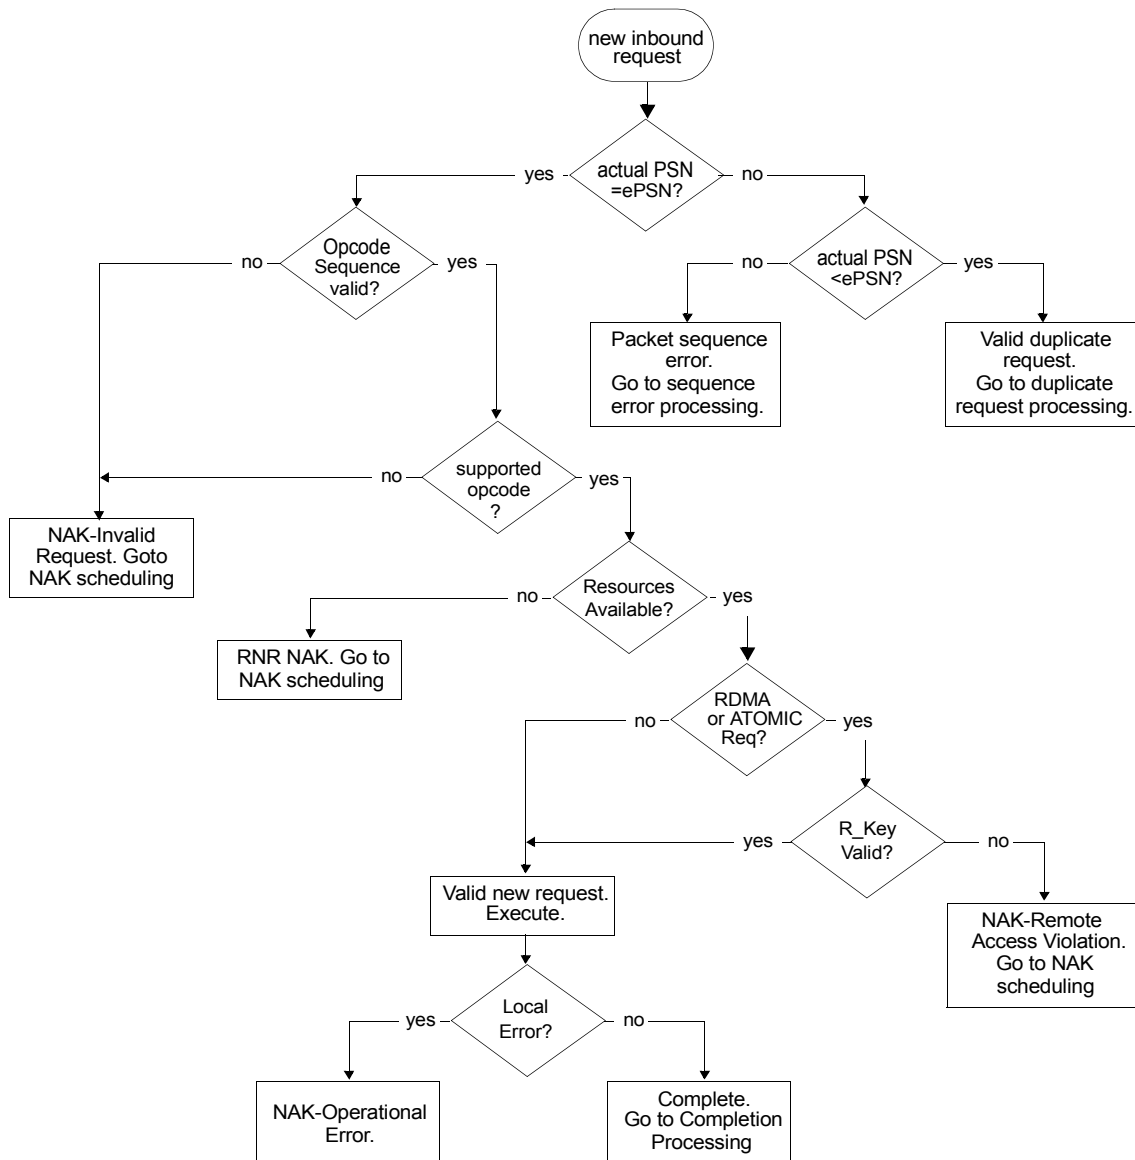 new inbound
request
yes
actual PSN
=ePSN?
no
no
Opcode
Sequence
valid?
yes
no
actual PSN
<ePSN?
yes
Packet sequence
error.
Go to sequence
error processing.
Valid duplicate
request.
Go to duplicate
request processing.
no
supported
opcode
?
yes
NAK-Invalid
Request. Goto
NAK scheduling
no
Resources
Available?
yes
RNR NAK. Go to
NAK scheduling
no
RDMA
or ATOMIC
Req?
yes
yes
R_Key
Valid?
no
Valid new request.
Execute.
NAK-Remote
Access Violation.
Go to NAK
scheduling
yes
Local
Error?
no
NAK-Operational
Error.
Complete.
Go to Completion
Processing